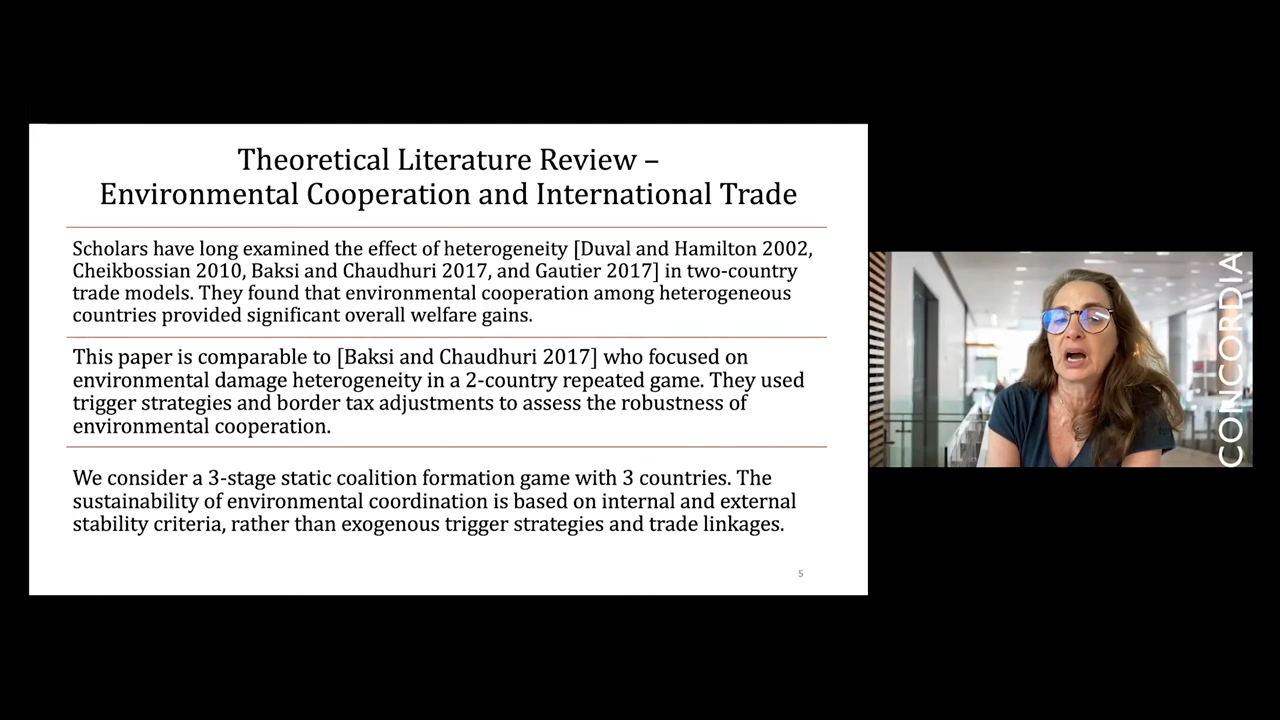 Theoretical Literature Review –
Environmental Cooperation and International Trade
Scholars have long examined the effect of heterogeneity [Duval and Hamilton 2002,
Cheikbossian 2010, Baksi and Chaudhuri 2017, and Gautier 2017] in two-country
trade models. They found that environmental cooperation among heterogeneous
countries provided significant overall welfare gains.
This paper is comparable to [Baksi and Chaudhuri 2017] who focused on
environmental damage heterogeneity in a 2-country repeated game. They used
trigger strategies and border tax adjustments to assess the robustness of
environmental cooperation.
We consider a 3-stage static coalition formation game with 3 countries. The
sustainability of environmental coordination is based on internal and external
stability criteria, rather than exogenous trigger strategies and trade linkages.
5
CONCORDIA